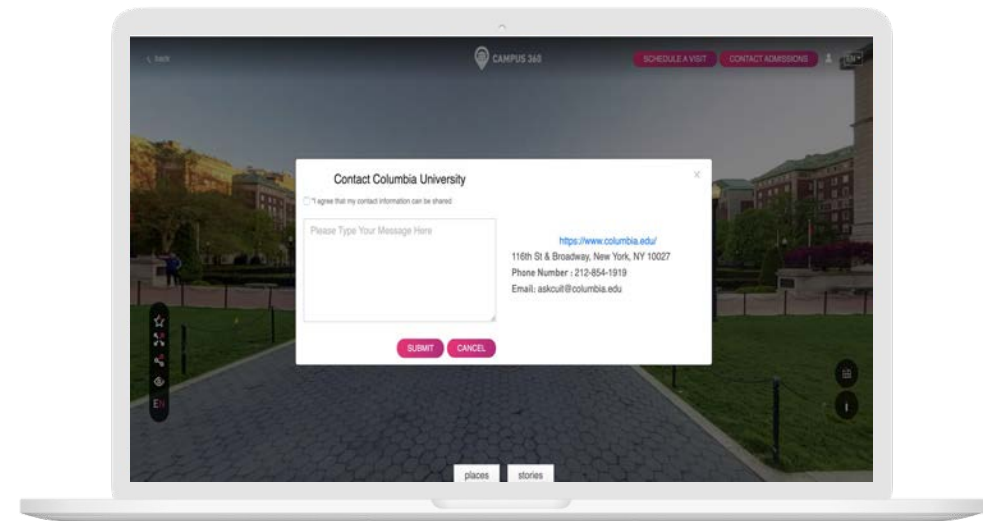 back
CAMPUS 360
SCHEDULE A VISIT
CONTACT ADMISSIONS
EN
Contact Columbia University
*I agree that my contact information can be shared
Please Type Your Message Here
https://www.columbia.edu/
116th St & Broadway, New York, NY 10027
Phone Number : 212-854-1919
Email: askcuit@columbia.edu
SUBMIT
CANCEL
EN
places
stories